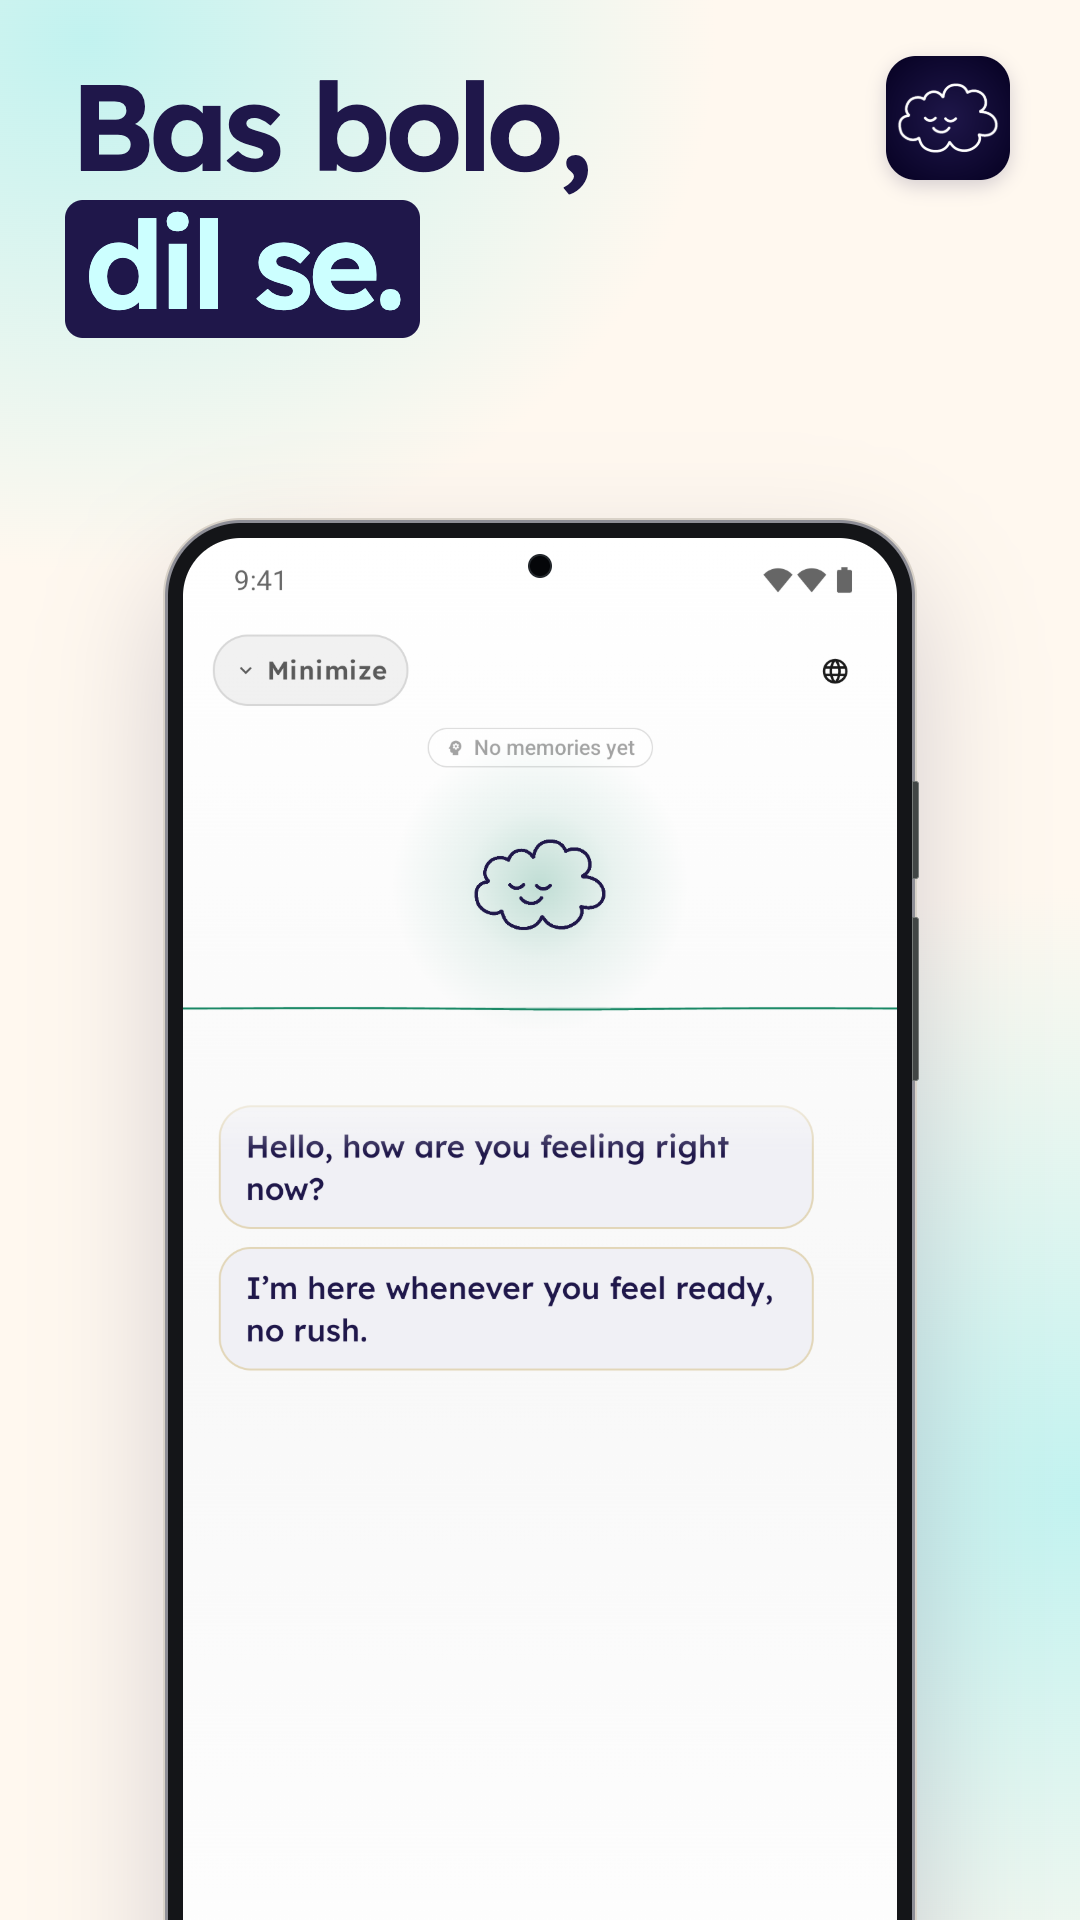 Bas bolo,
dil se.
9:41
Minimize
No memories yet
Hello, how are you feeling right
now?
I’m here whenever you feel ready,
no rush.